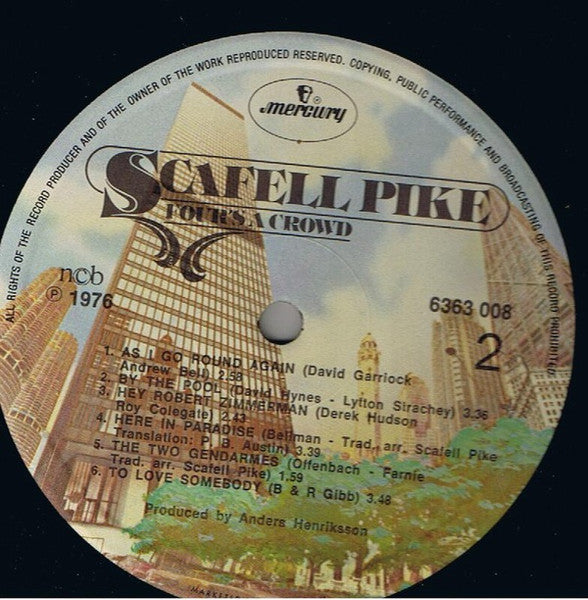 ALL RIGHTS OF THE RECORD PRODUCER AND OF THE OWNER OF THE WORK REPRODUCED RESERVED. COPYING, PUBLIC PERFORMANCE AND BROADCASTING OF THIS RECORD PROHIBITED
mercury®
SCAFELL PIKE
FOUR'S A CROWD
ncb
℗ 1976
6363 008
2
1. AS I GO ROUND AGAIN (David Garriock
Andrew Bell) 2.58
2. BY THE POOL (David Hynes - Lytton Strachey) 3.36
3. HEY ROBERT ZIMMERMAN (Derek Hudson
Roy Colegate) 2.43
4. HERE IN PARADISE (Bellman - Trad. arr. Scafell Pike
Translation: P. B. Austin) 3.39
5. THE TWO GENDARMES (Offenbach - Farnie
Trad. arr. Scafell Pike) 1.59
6. TO LOVE SOMEBODY (B & R Gibb) 3.48
Produced by Anders Henriksson